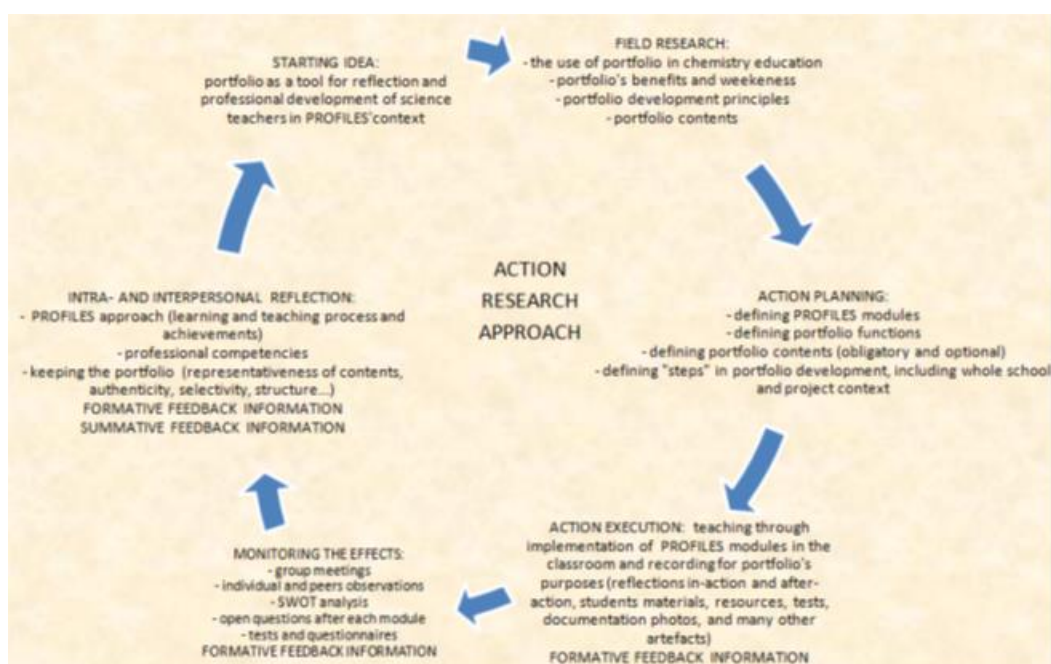 STARTING IDEA:
portfolio as a tool for reflection and
professional development of science
teachers in PROFILES'context
FIELD RESEARCH:
- the use of portfolio in chemistry education
- portfolio's benefits and weekeness
- portfolio development principles
- portfolio contents
ACTION PLANNING:
- defining PROFILES modules
- defining portfolio functions
- defining portfolio contents (obligatory and optional)
- defining "steps" in portfolio development, including whole school
and project context
ACTION EXECUTION: teaching through
implementation of PROFILES modules in the
classroom and recording for portfolio's
purposes (reflections in-action and after-
action, students materials, resources, tests,
documentation photos, and many other
artefacts)
FORMATIVE FEEDBACK INFORMATION
MONITORING THE EFFECTS:
- group meetings
- individual and peers observations
- SWOT analysis
- open questions after each module
- tests and questionnaires
FORMATIVE FEEDBACK INFORMATION
INTRA- AND INTERPERSONAL REFLECTION:
- PROFILES approach (learning and teaching process and
achievements)
- professional competencies
- keeping the portfolio (representativeness of contents,
authenticity, selectivity, structure...)
FORMATIVE FEEDBACK INFORMATION
SUMMATIVE FEEDBACK INFORMATION
ACTION
RESEARCH
APPROACH